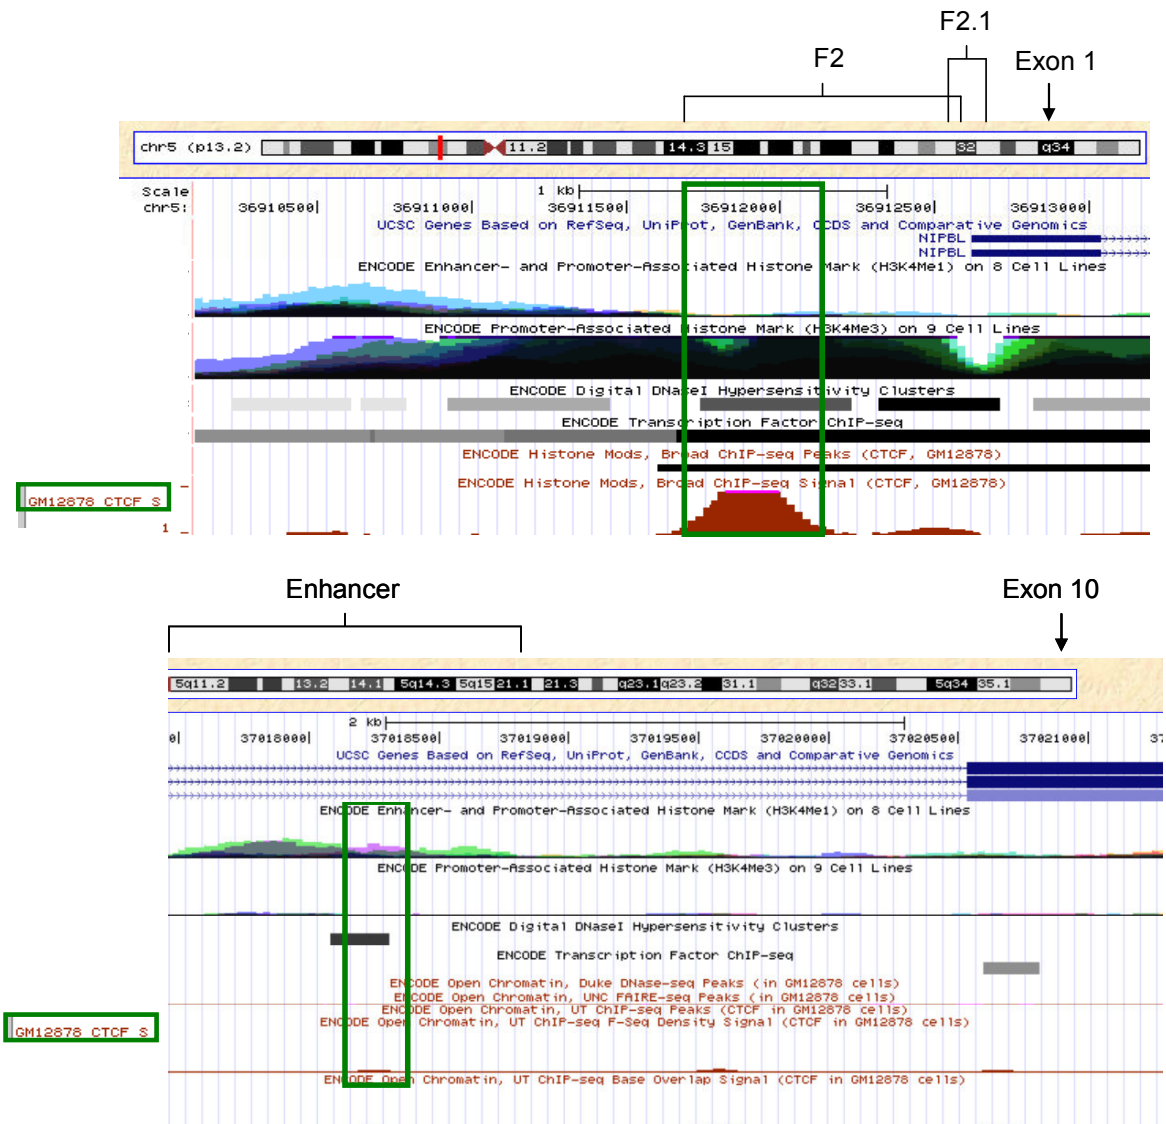 F2.1
F2
Exon 1
chr5 (p13.2) 11.2 14.3 15 32 q34
Scale 1 kb
chr5: 36910500| 36911000| 36911500| 36912000| 36912500| 36913000|
UCSC Genes Based on RefSeq, UniProt, GenBank, CCDS and Comparative Genomics
NIPBL
NIPBL
ENCODE Enhancer- and Promoter-Associated Histone Mark (H3K4Me1) on 8 Cell Lines
ENCODE Promoter-Associated Histone Mark (H3K4Me3) on 9 Cell Lines
ENCODE Digital DNaseI Hypersensitivity Clusters
ENCODE Transcription Factor ChIP-seq
ENCODE Histone Mods, Broad ChIP-seq Peaks (CTCF, GM12878)
ENCODE Histone Mods, Broad ChIP-seq Signal (CTCF, GM12878)
GM12878 CTCF S
1
Enhancer
Exon 10
5q11.2 13.2 14.1 5q14.3 5q15 21.1 21.3 q23.1 q23.2 31.1 q32 33.1 5q34 35.1
2 kb
0| 37018000| 37018500| 37019000| 37019500| 37020000| 37020500| 37021000| 37
UCSC Genes Based on RefSeq, UniProt, GenBank, CCDS and Comparative Genomics
ENCODE Enhancer- and Promoter-Associated Histone Mark (H3K4Me1) on 8 Cell Lines
ENCODE Promoter-Associated Histone Mark (H3K4Me3) on 9 Cell Lines
ENCODE Digital DNaseI Hypersensitivity Clusters
ENCODE Transcription Factor ChIP-seq
ENCODE Open Chromatin, Duke DNase-seq Peaks (in GM12878 cells)
ENCODE Open Chromatin, UNC FAIRE-seq Peaks (in GM12878 cells)
ENCODE Open Chromatin, UT ChIP-seq Peaks (CTCF in GM12878 cells)
ENCODE Open Chromatin, UT ChIP-seq F-Seq Density Signal (CTCF in GM12878 cells)
GM12878 CTCF S
ENCODE Open Chromatin, UT ChIP-seq Base Overlap Signal (CTCF in GM12878 cells)